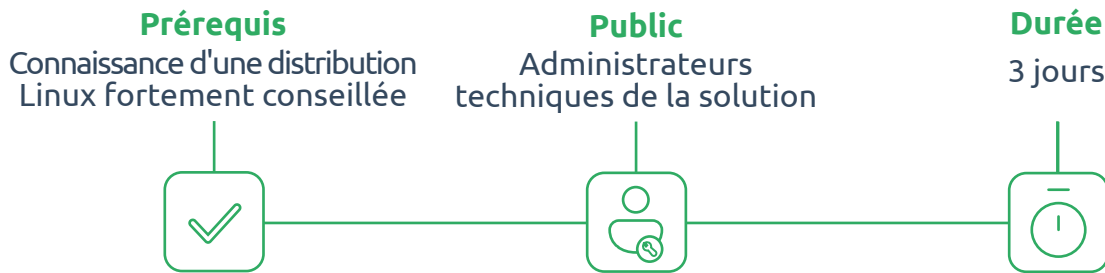 Prérequis
Connaissance d'une distribution
Linux fortement conseillée
Public
Administrateurs
techniques de la solution
Durée
3 jours